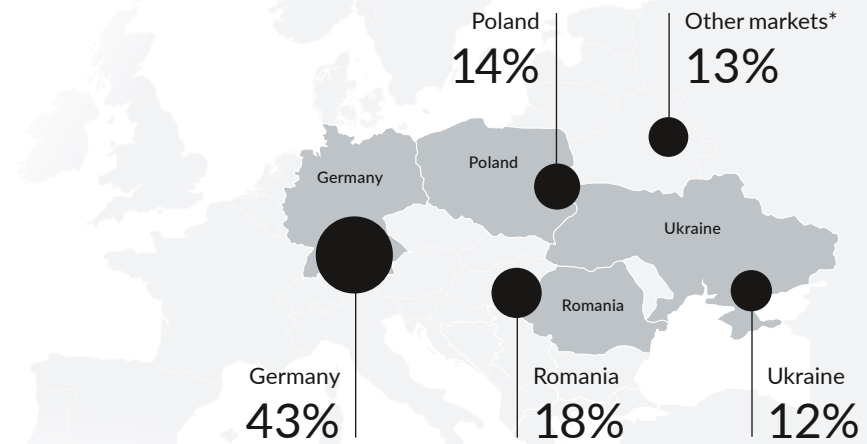 Poland
14%
Other markets*
13%
Germany
Poland
Ukraine
Romania
Germany
43%
Romania
18%
Ukraine
12%